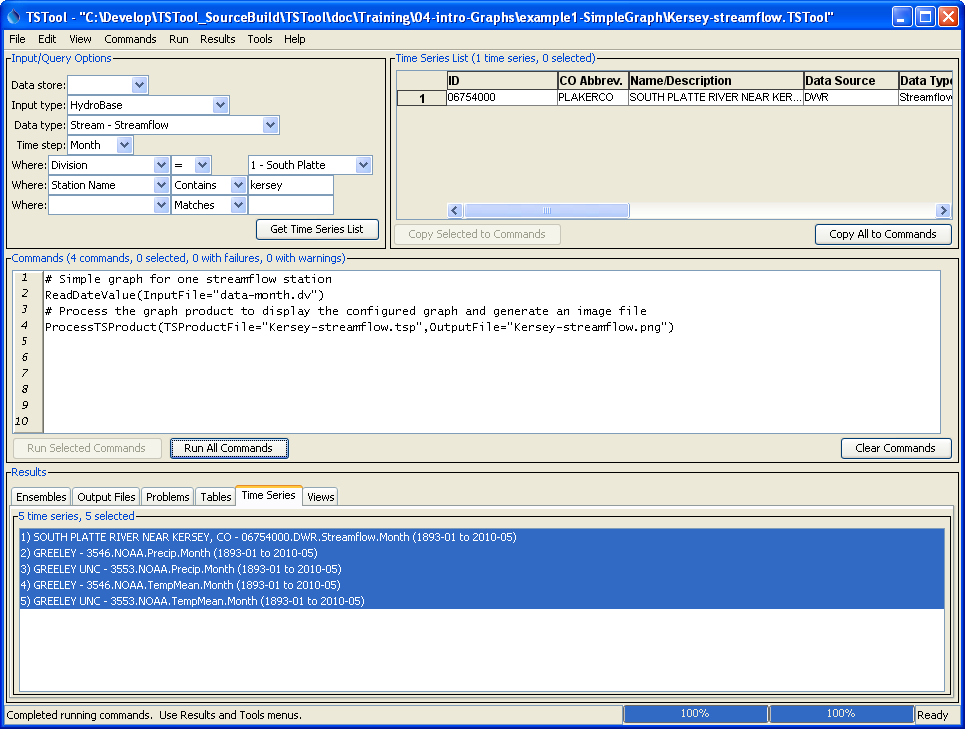 TSTool - "C:\Develop\TSTool_SourceBuild\TSTool\doc\Training\04-intro-Graphs\example1-SimpleGraph\Kersey-streamflow.TSTool"
File Edit View Commands Run Results Tools Help
Input/Query Options
Data store:
Input type: HydroBase
Data type: Stream - Streamflow
Time step: Month
Where: Division = 1 - South Platte
Where: Station Name Contains kersey
Where: Matches
Get Time Series List
Time Series List (1 time series, 0 selected)
ID CO Abbrev. Name/Description Data Source Data Type
1 06754000 PLAKERCO SOUTH PLATTE RIVER NEAR KER... DWR Streamflow
Copy Selected to Commands Copy All to Commands
Commands (4 commands, 0 selected, 0 with failures, 0 with warnings)
1 # Simple graph for one streamflow station
2 ReadDateValue(InputFile="data-month.dv")
3 # Process the graph product to display the configured graph and generate an image file
4 ProcessTSProduct(TSProductFile="Kersey-streamflow.tsp",OutputFile="Kersey-streamflow.png")
5
6
7
8
9
10
Run Selected Commands Run All Commands Clear Commands
Results
Ensembles Output Files Problems Tables Time Series Views
5 time series, 5 selected
1) SOUTH PLATTE RIVER NEAR KERSEY, CO - 06754000.DWR.Streamflow.Month (1893-01 to 2010-05)
2) GREELEY - 3546.NOAA.Precip.Month (1893-01 to 2010-05)
3) GREELEY UNC - 3553.NOAA.Precip.Month (1893-01 to 2010-05)
4) GREELEY - 3546.NOAA.TempMean.Month (1893-01 to 2010-05)
5) GREELEY UNC - 3553.NOAA.TempMean.Month (1893-01 to 2010-05)
Completed running commands. Use Results and Tools menus. 100% 100% Ready